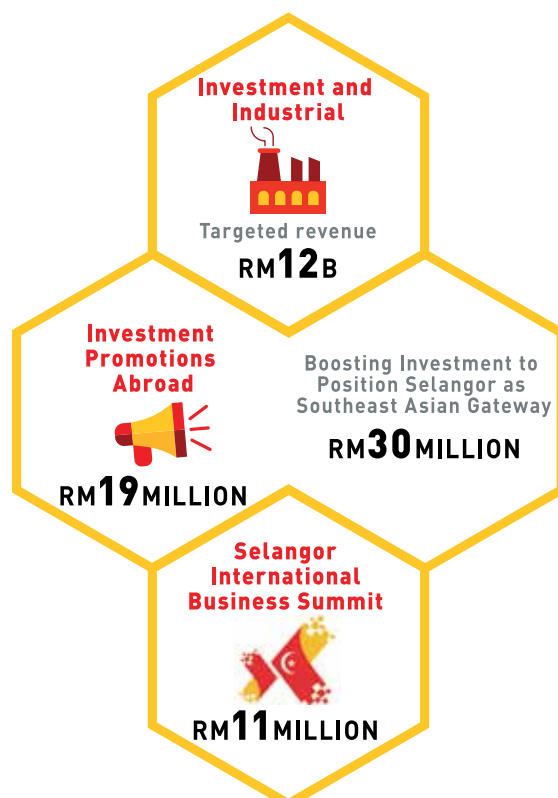 Investment and
Industrial
Targeted revenue
RM12B
Investment
Promotions
Abroad
RM19MILLION
Boosting Investment to
Position Selangor as
Southeast Asian Gateway
RM30MILLION
Selangor
International
Business Summit
RM11MILLION